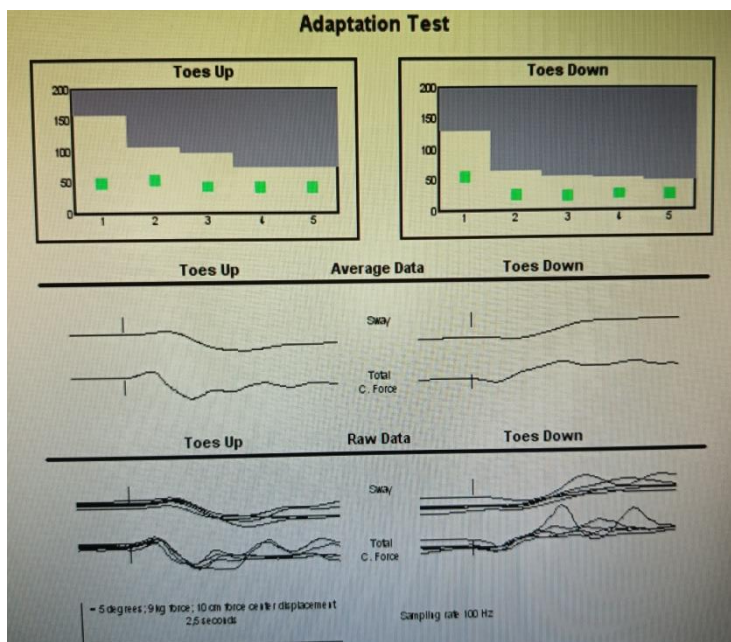 Adaptation Test
Toes Up
200
150
100
50
0
1 2 3 4 5
Toes Down
200
150
100
50
0
1 2 3 4 5
Toes Up Average Data Toes Down
Sway
Total
C. Force
Toes Up Raw Data Toes Down
Sway
Total
C. Force
= 5 degrees; 9 kg force; 10 cm force center displacement
2,5 seconds
Sampling rate 100 Hz